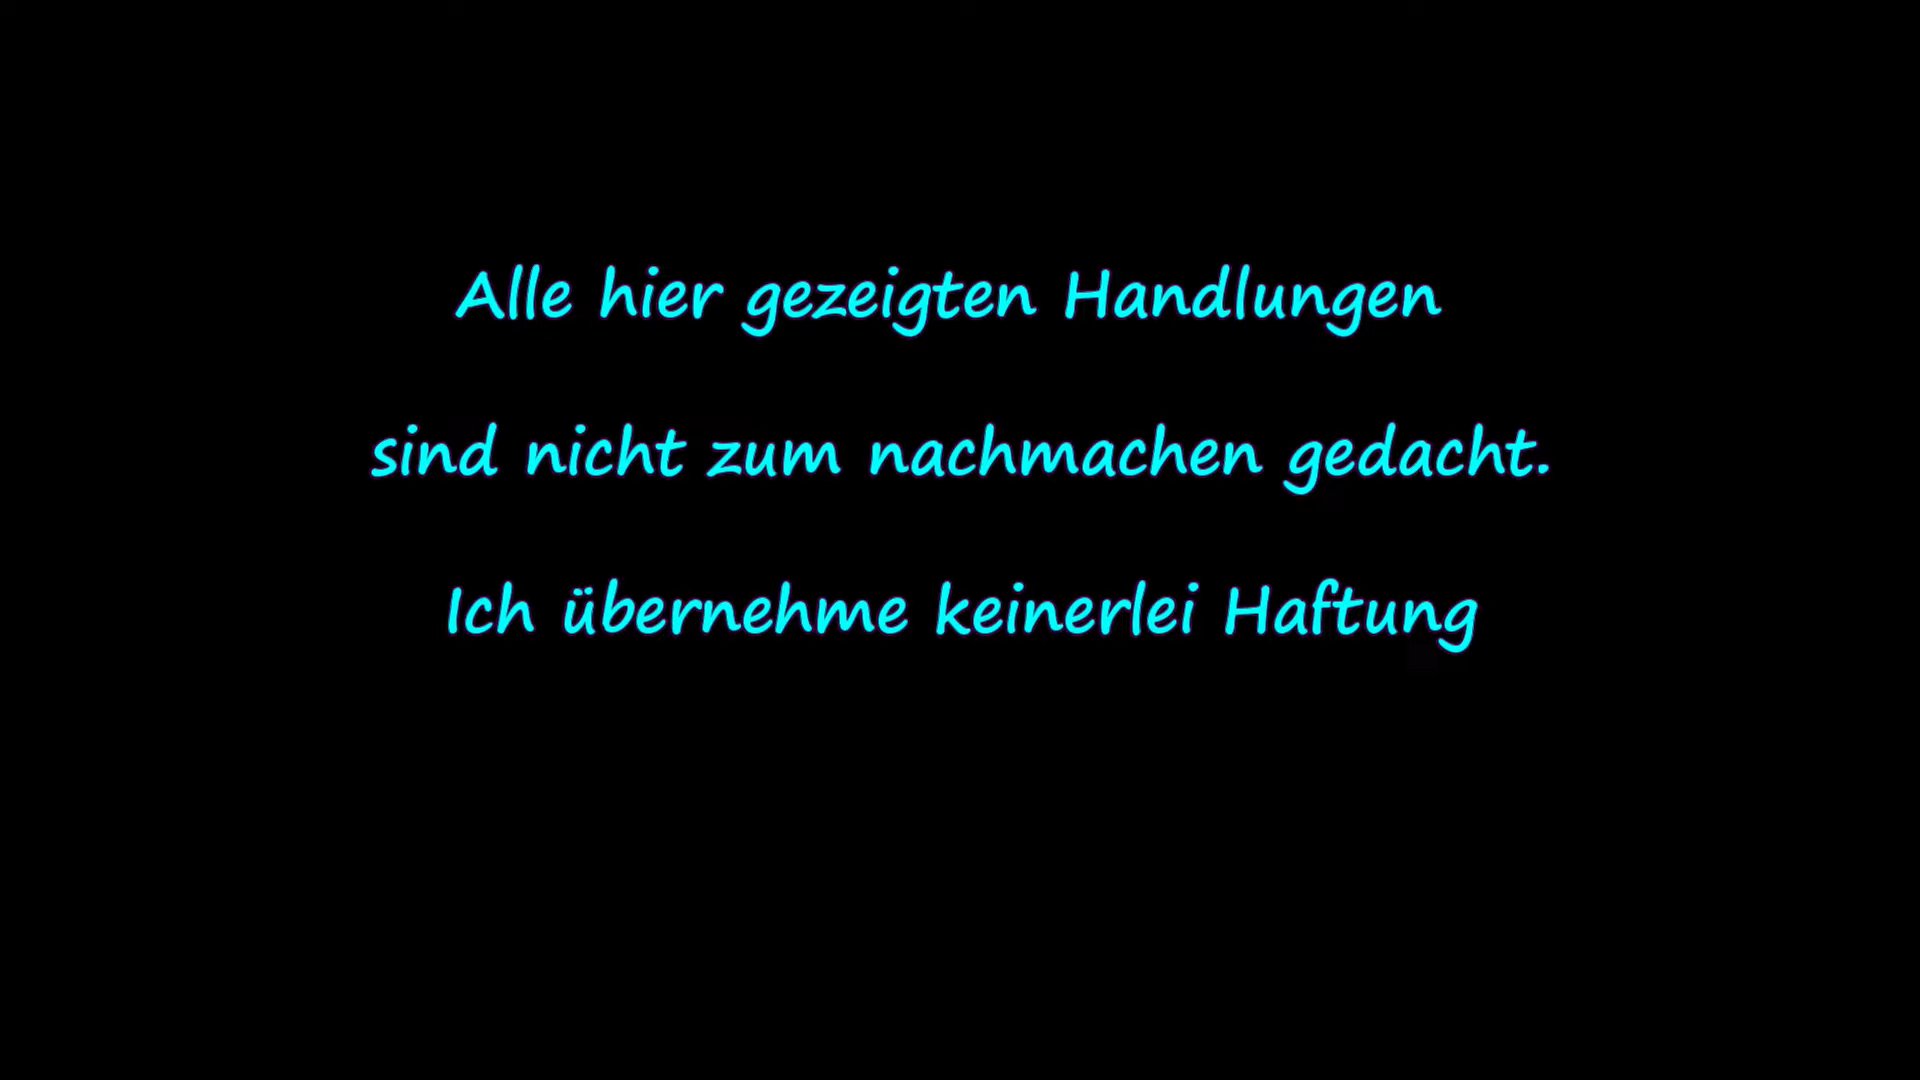 Alle hier gezeigten Handlungen
sind nicht zum nachmachen gedacht.
Ich übernehme keinerlei Haftung